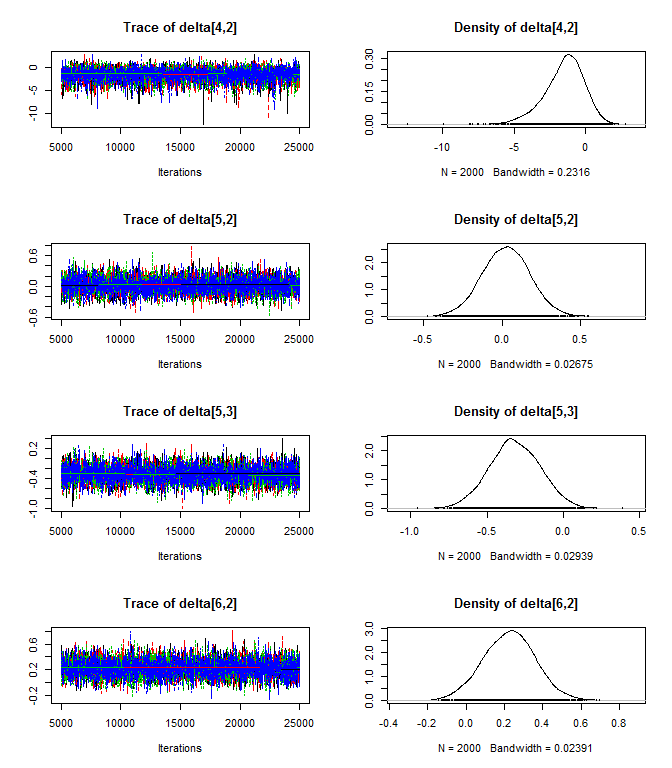 Trace of delta[4,2]
0
-5
-10
5000 10000 15000 20000 25000
Iterations
Density of delta[4,2]
0.30
0.15
0.00
-10 -5 0
N = 2000 Bandwidth = 0.2316
Trace of delta[5,2]
0.6
0.0
-0.6
5000 10000 15000 20000 25000
Iterations
Density of delta[5,2]
2.0
1.0
0.0
-0.5 0.0 0.5
N = 2000 Bandwidth = 0.02675
Trace of delta[5,3]
0.2
-0.4
-1.0
5000 10000 15000 20000 25000
Iterations
Density of delta[5,3]
2.0
1.0
0.0
-1.0 -0.5 0.0 0.5
N = 2000 Bandwidth = 0.02939
Trace of delta[6,2]
0.6
0.2
-0.2
5000 10000 15000 20000 25000
Iterations
Density of delta[6,2]
3.0
2.0
1.0
0.0
-0.4 -0.2 0.0 0.2 0.4 0.6 0.8
N = 2000 Bandwidth = 0.02391